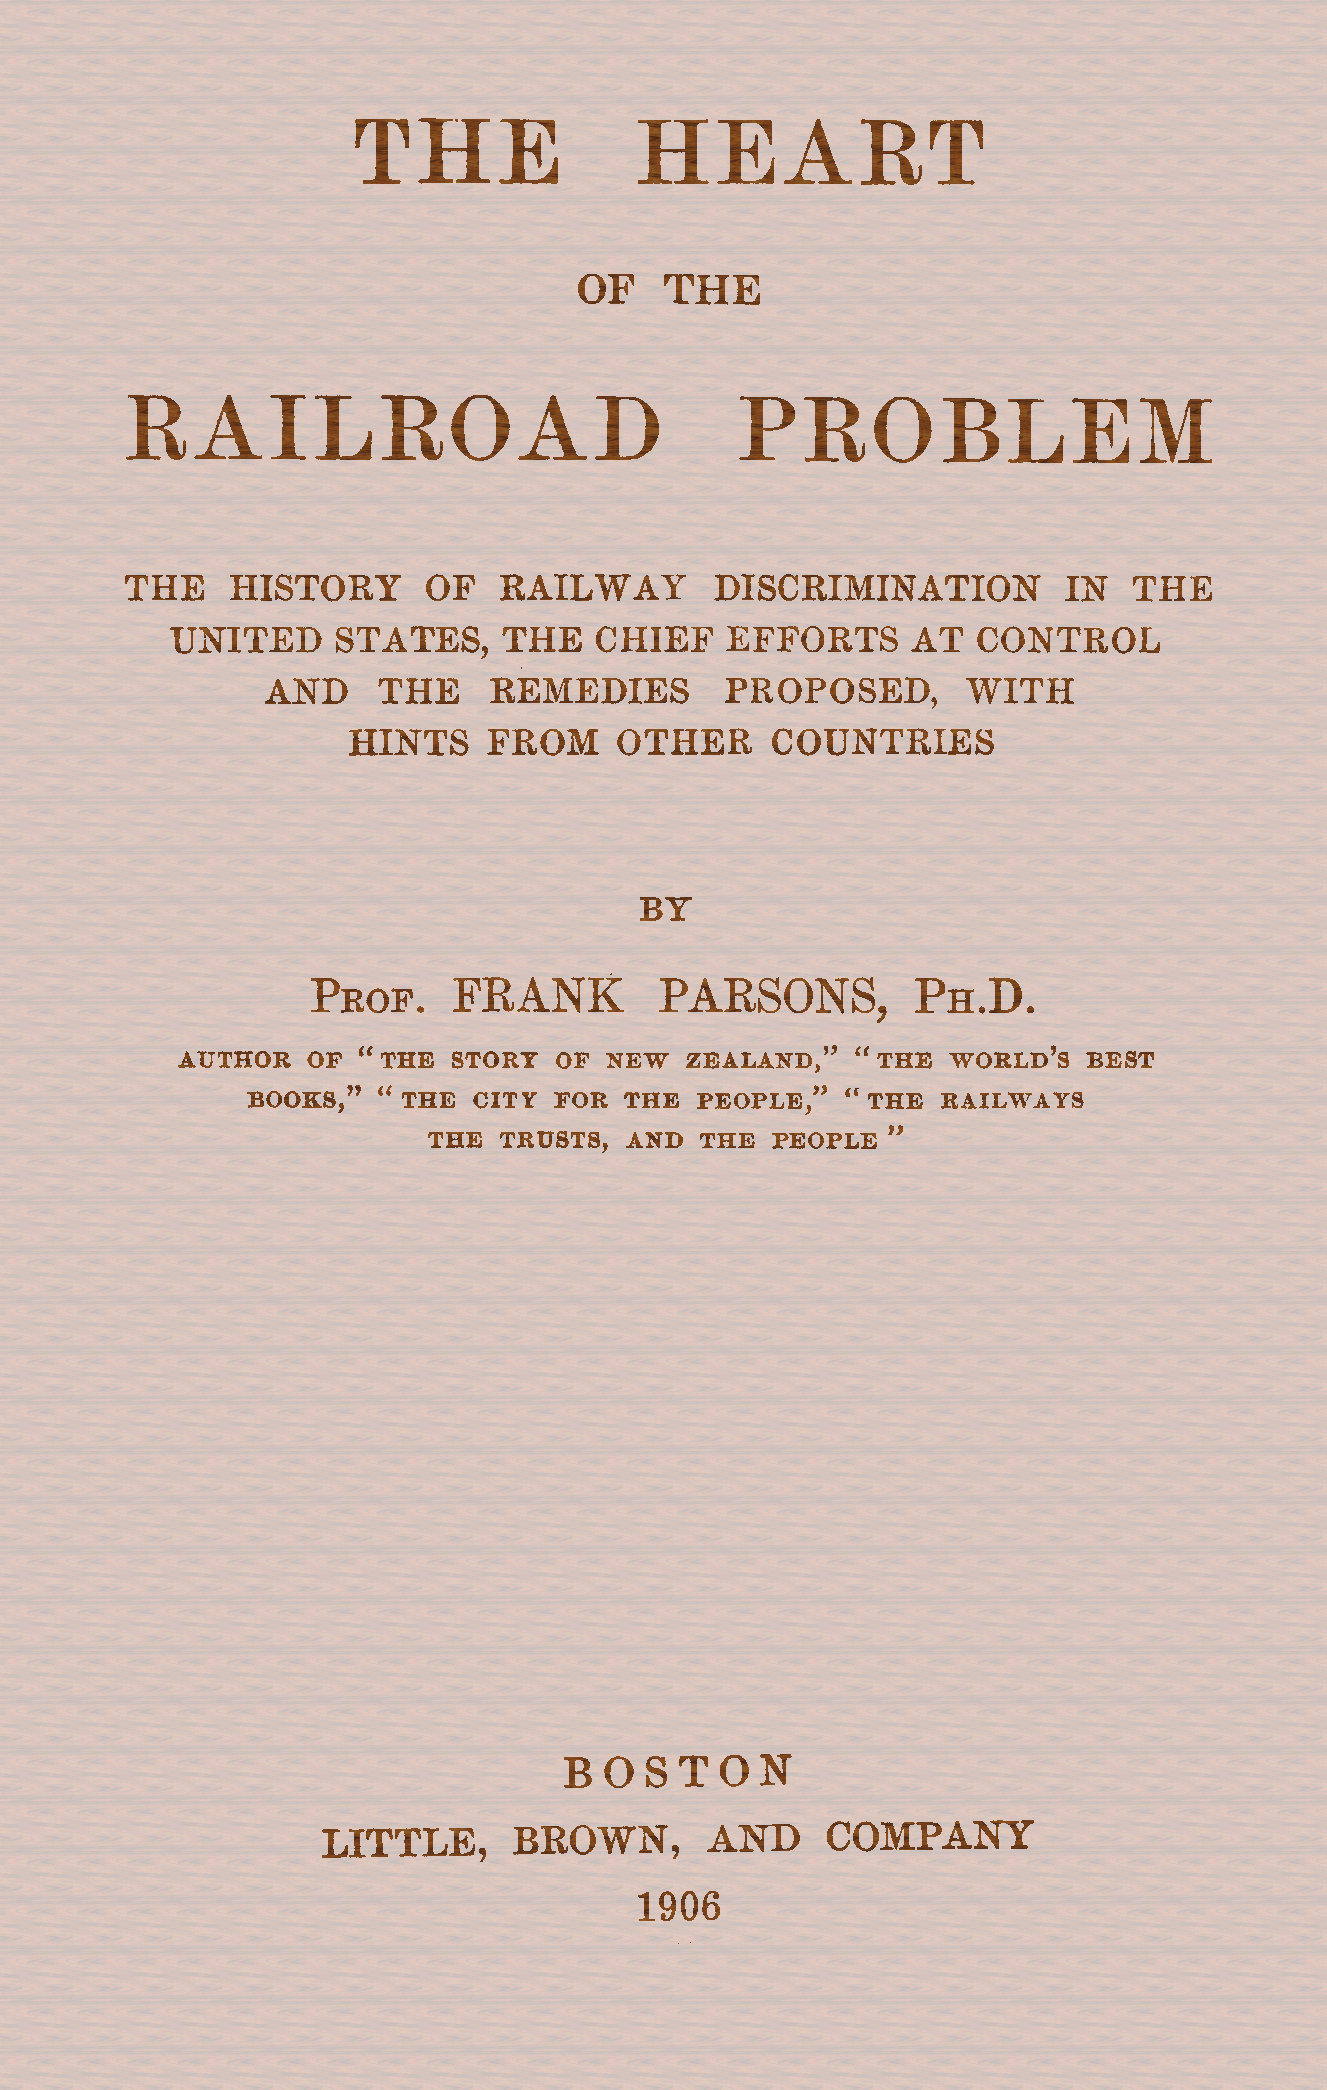 THE HEART
OF THE
RAILROAD PROBLEM
THE HISTORY OF RAILWAY DISCRIMINATION IN THE
UNITED STATES, THE CHIEF EFFORTS AT CONTROL
AND THE REMEDIES PROPOSED, WITH
HINTS FROM OTHER COUNTRIES
BY
PROF. FRANK PARSONS, PH.D.
AUTHOR OF “THE STORY OF NEW ZEALAND,” “THE WORLD’S BEST
BOOKS,” “THE CITY FOR THE PEOPLE,” “THE RAILWAYS
THE TRUSTS, AND THE PEOPLE”
BOSTON
LITTLE, BROWN, AND COMPANY
1906